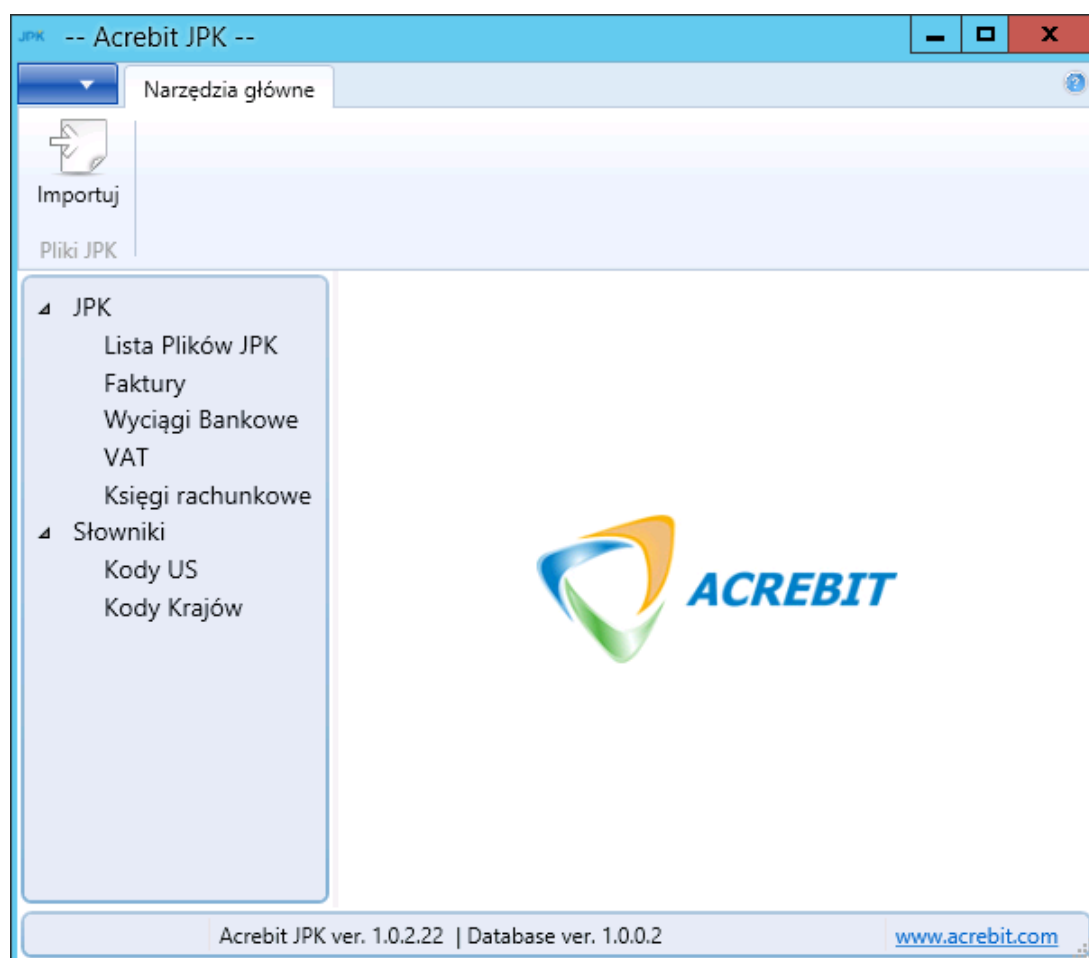 JPK -- Acrebit JPK --
Narzędzia główne
Importuj
Pliki JPK
JPK
Lista Plików JPK
Faktury
Wyciągi Bankowe
VAT
Księgi rachunkowe
Słowniki
Kody US
Kody Krajów
ACREBIT
Acrebit JPK ver. 1.0.2.22 | Database ver. 1.0.0.2 www.acrebit.com